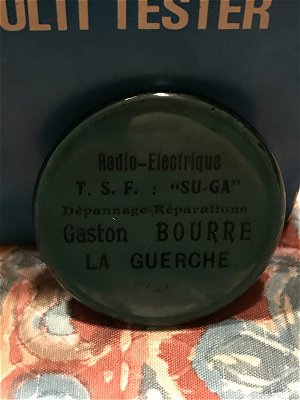 ULTI TESTER
Radio-Electrique
T. S. F. : "SU-GA"
Dépannage-Réparations
Gaston BOURRE
LA GUERCHE